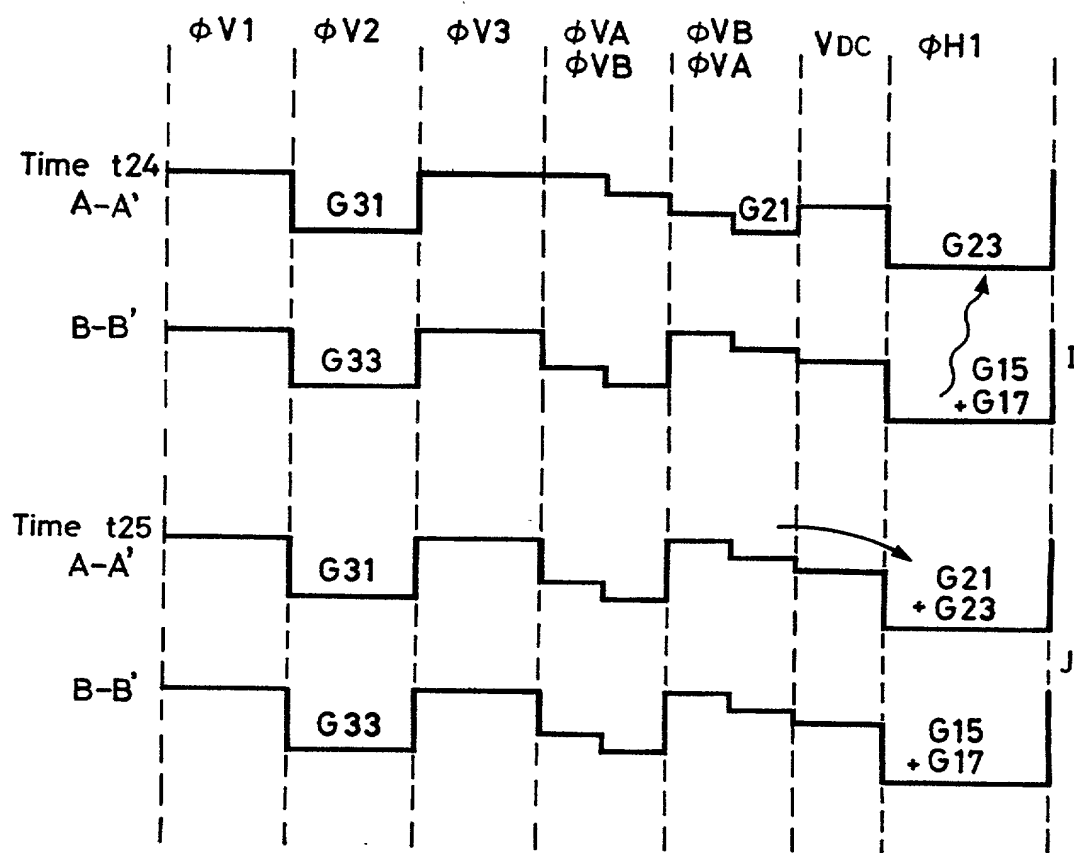 ϕV1 ϕV2 ϕV3 ϕVA ϕVB VDC ϕH1
ϕVB ϕVA
Time t24
A-A'
G31 G21 G23
B-B'
G33 G15
+G17
I
Time t25
A-A'
G31 G21
+G23
J
B-B'
G33 G15
+G17